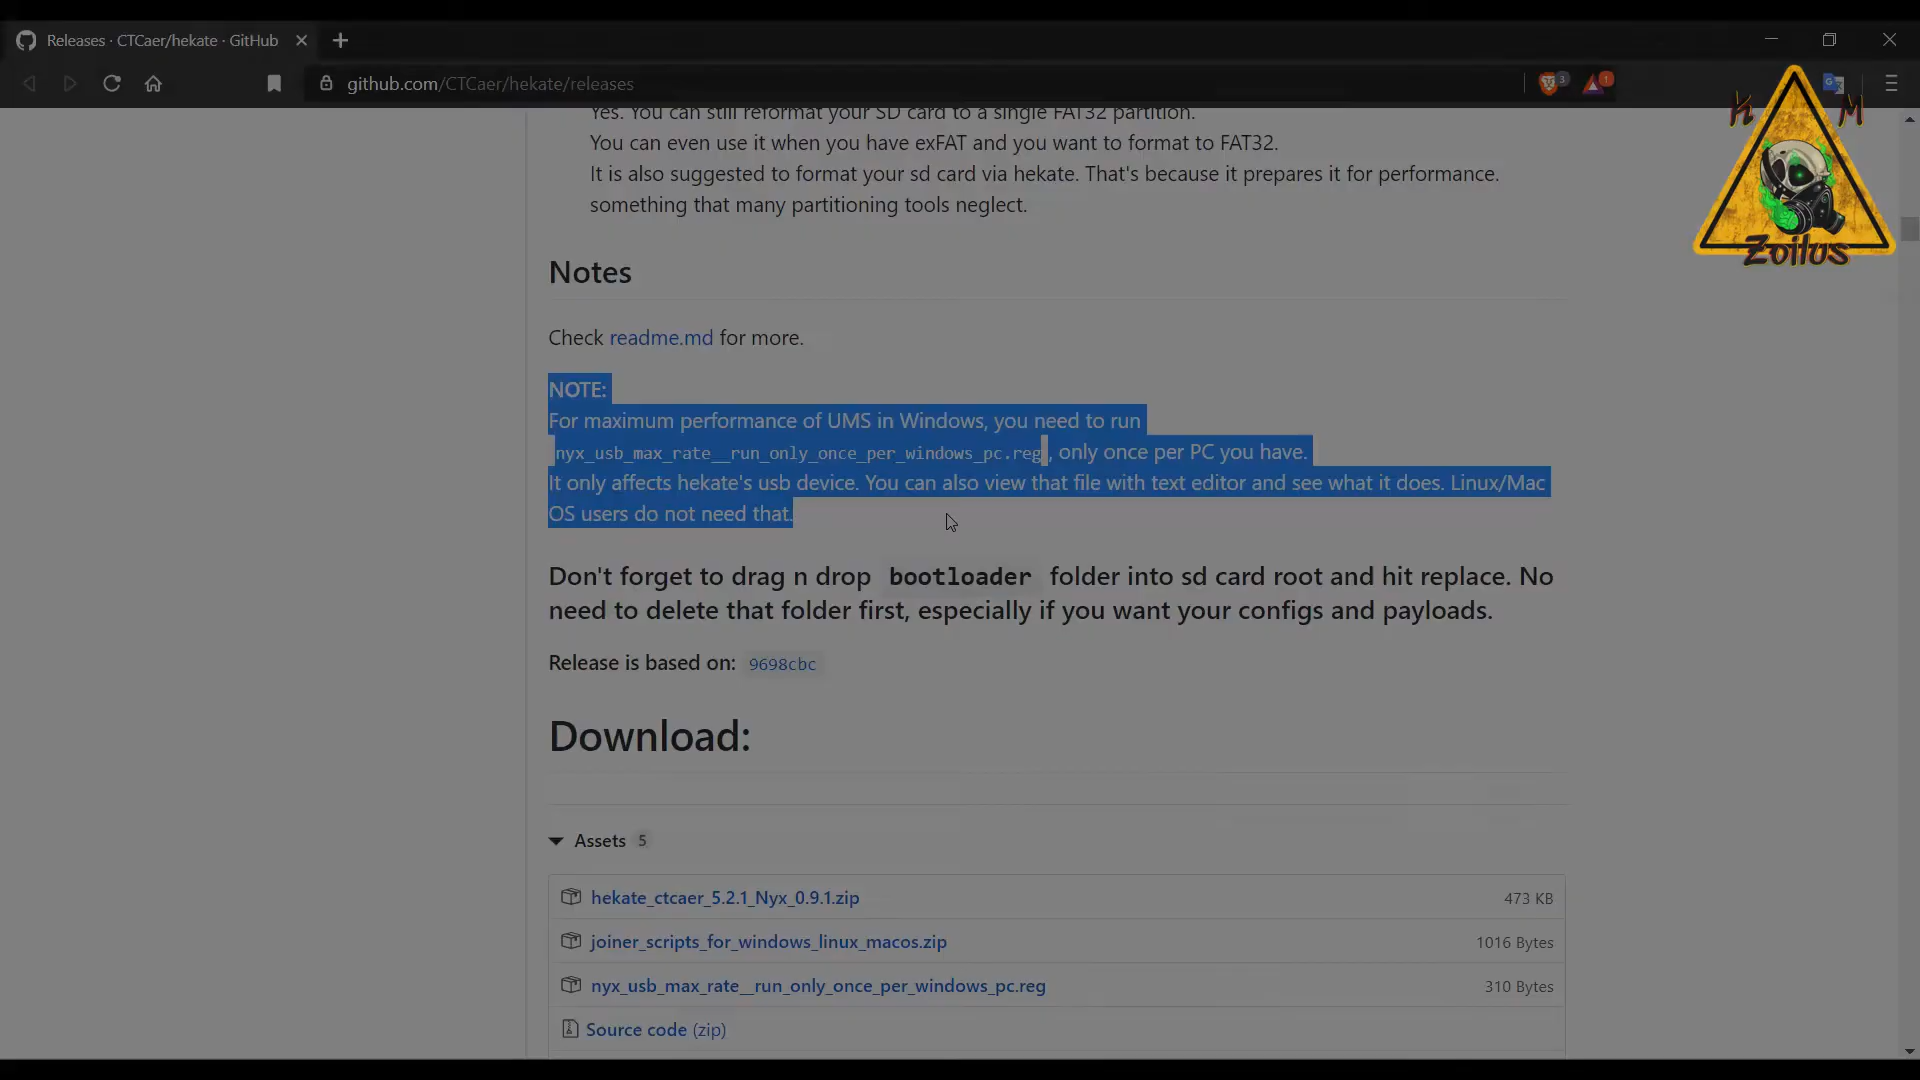 Releases · CTCaer/hekate · GitHub
github.com/CTCaer/hekate/releases
3
1
K M
Zoilus
Yes. You can still reformat your SD card to a single FAT32 partition.
You can even use it when you have exFAT and you want to format to FAT32.
It is also suggested to format your sd card via hekate. That's because it prepares it for performance.
something that many partitioning tools neglect.
Notes
Check readme.md for more.
NOTE:
For maximum performance of UMS in Windows, you need to run
nyx_usb_max_rate__run_only_once_per_windows_pc.reg , only once per PC you have.
It only affects hekate's usb device. You can also view that file with text editor and see what it does. Linux/Mac
OS users do not need that.
Don't forget to drag n drop bootloader folder into sd card root and hit replace. No
need to delete that folder first, especially if you want your configs and payloads.
Release is based on: 9698cbc
Download:
Assets 5
hekate_ctcaer_5.2.1_Nyx_0.9.1.zip 473 KB
joiner_scripts_for_windows_linux_macos.zip 1016 Bytes
nyx_usb_max_rate__run_only_once_per_windows_pc.reg 310 Bytes
Source code (zip)